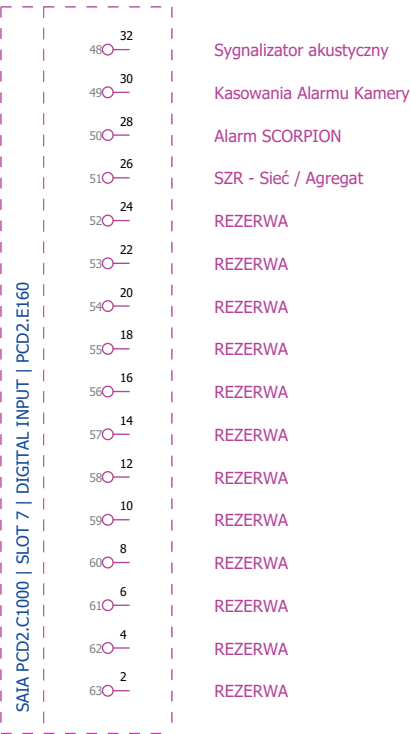 SAIA PCD2.C1000 | SLOT 7 | DIGITAL INPUT | PCD2.E160
48 32 Sygnalizator akustyczny
49 30 Kasowania Alarmu Kamery
50 28 Alarm SCORPION
51 26 SZR - Sieć / Agregat
52 24 REZERWA
53 22 REZERWA
54 20 REZERWA
55 18 REZERWA
56 16 REZERWA
57 14 REZERWA
58 12 REZERWA
59 10 REZERWA
60 8 REZERWA
61 6 REZERWA
62 4 REZERWA
63 2 REZERWA